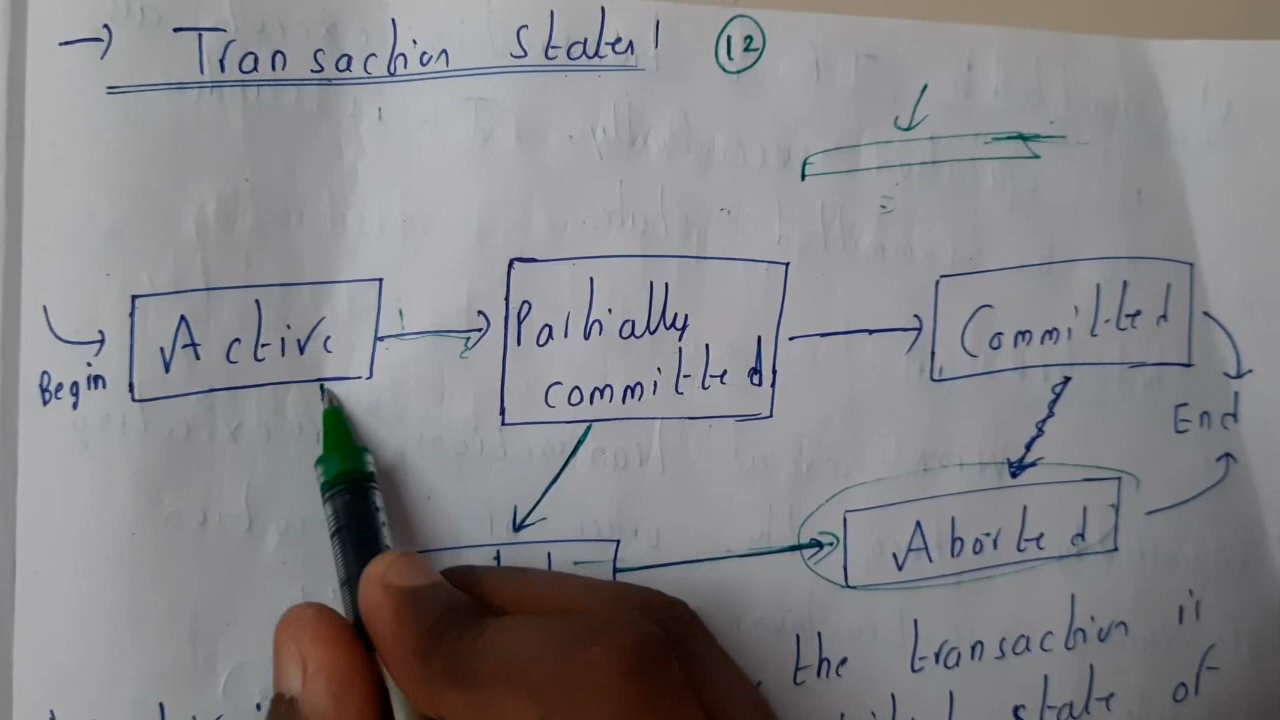 → Transaction states! 12
Begin
Active
Partially
committed
Committed
End
Aborted
the transaction is
state of